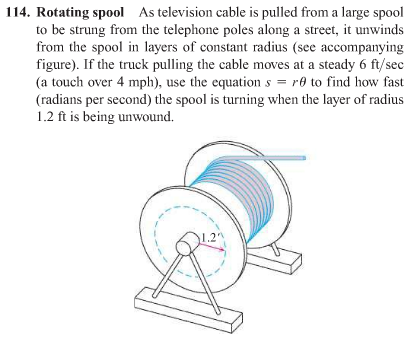 114. Rotating spool As television cable is pulled from a large spool
to be strung from the telephone poles along a street, it unwinds
from the spool in layers of constant radius (see accompanying
figure). If the truck pulling the cable moves at a steady 6 ft/sec
(a touch over 4 mph), use the equation s = rθ to find how fast
(radians per second) the spool is turning when the layer of radius
1.2 ft is being unwound.
1.2'